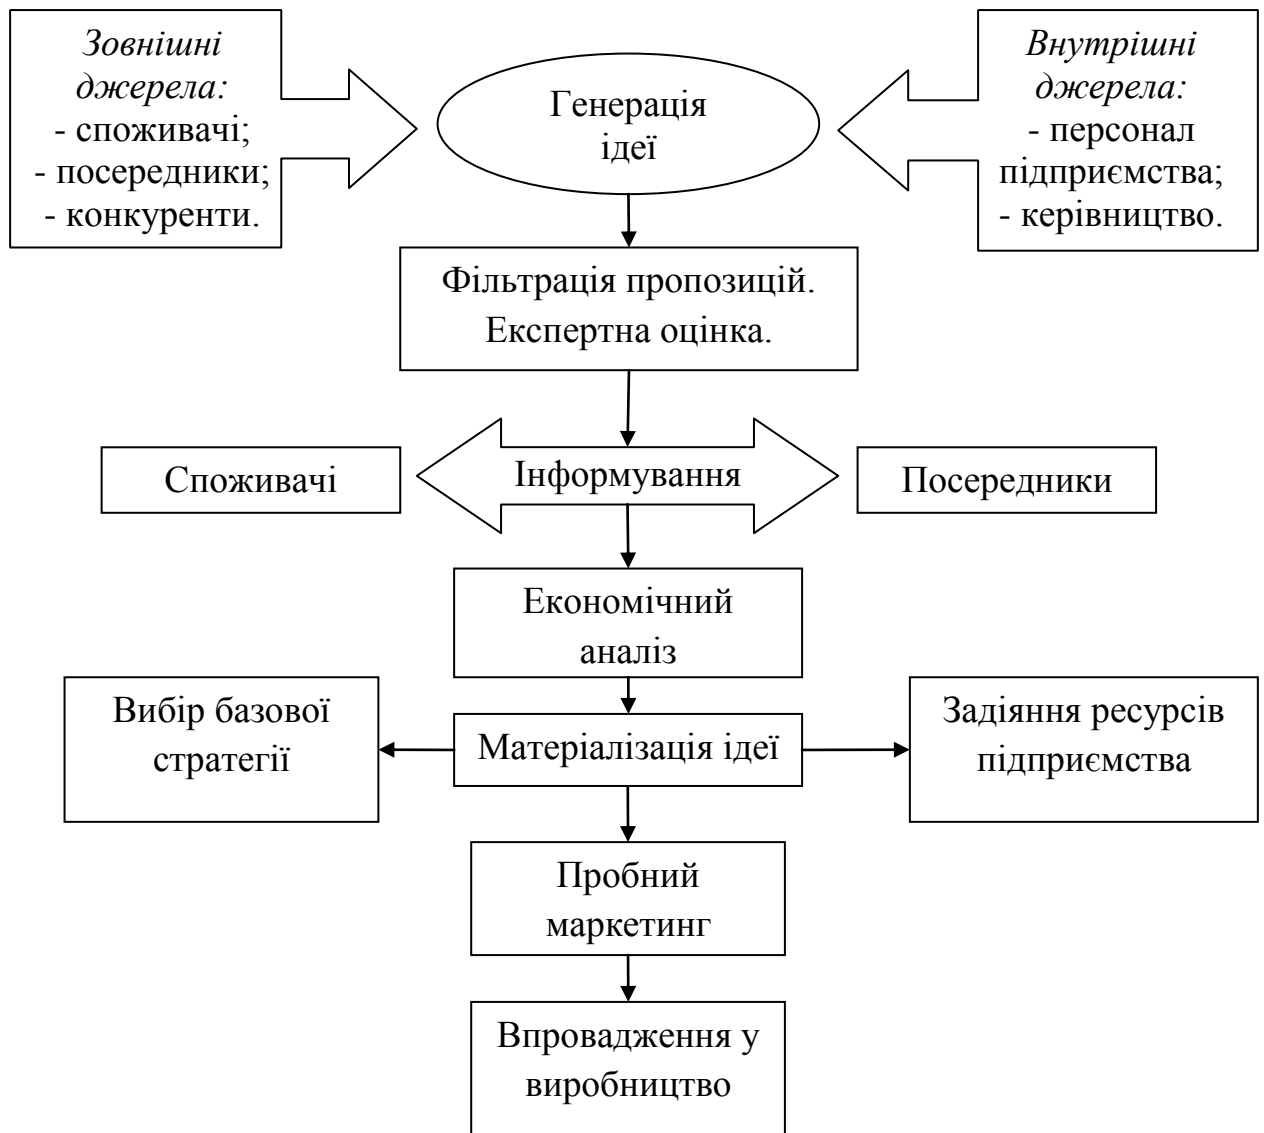 Зовнішні
джерела:
- споживачі;
- посередники;
- конкуренти.
Генерація
ідеї
Внутрішні
джерела:
- персонал
підприємства;
- керівництво.
Фільтрація пропозицій.
Експертна оцінка.
Споживачі
Інформування
Посередники
Економічний
аналіз
Вибір базової
стратегії
Матеріалізація ідеї
Задіяння ресурсів
підприємства
Пробний
маркетинг
Впровадження у
виробництво